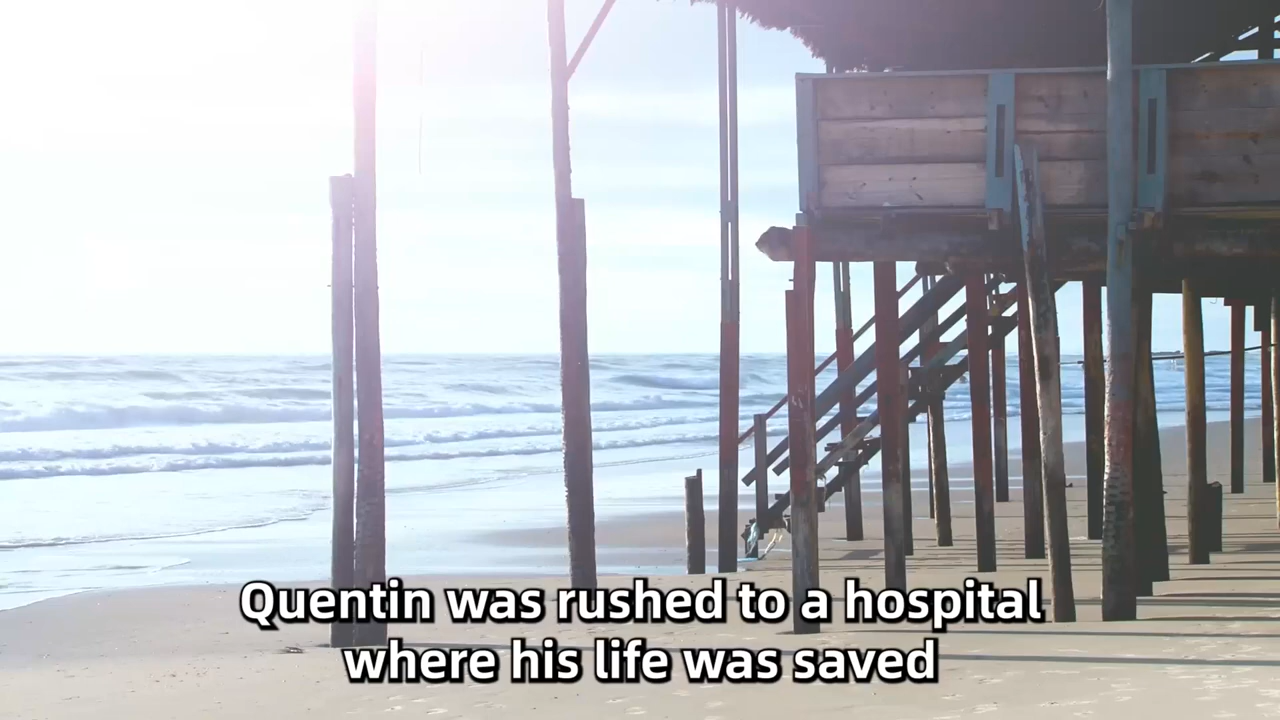 Quentin was rushed to a hospital
where his life was saved